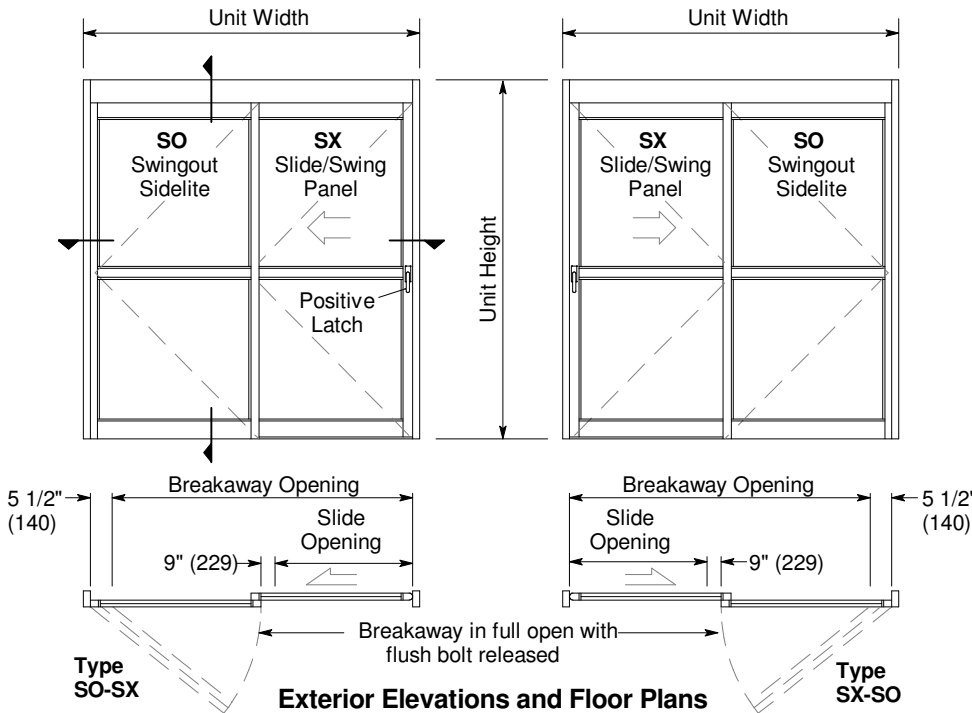 Unit Width
Unit Width
SO
Swingout
Sidelite
SX
Slide/Swing
Panel
Positive
Latch
Unit Height
SX
Slide/Swing
Panel
SO
Swingout
Sidelite
5 1/2"
(140)
Breakaway Opening
Slide
Opening
9" (229)
Breakaway Opening
Slide
Opening
9" (229)
5 1/2"
(140)
Breakaway in full open with
flush bolt released
Type
SO-SX
Type
SX-SO
Exterior Elevations and Floor Plans